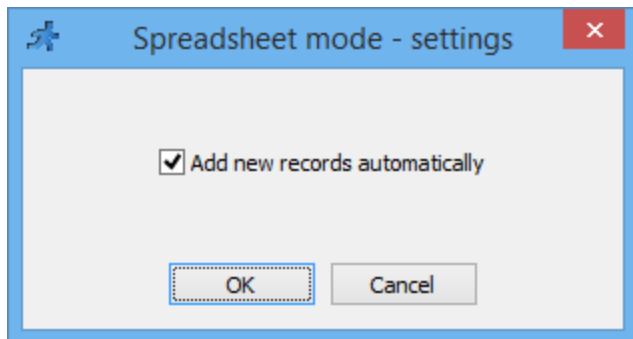 Spreadsheet mode - settings
Add new records automatically
OK Cancel